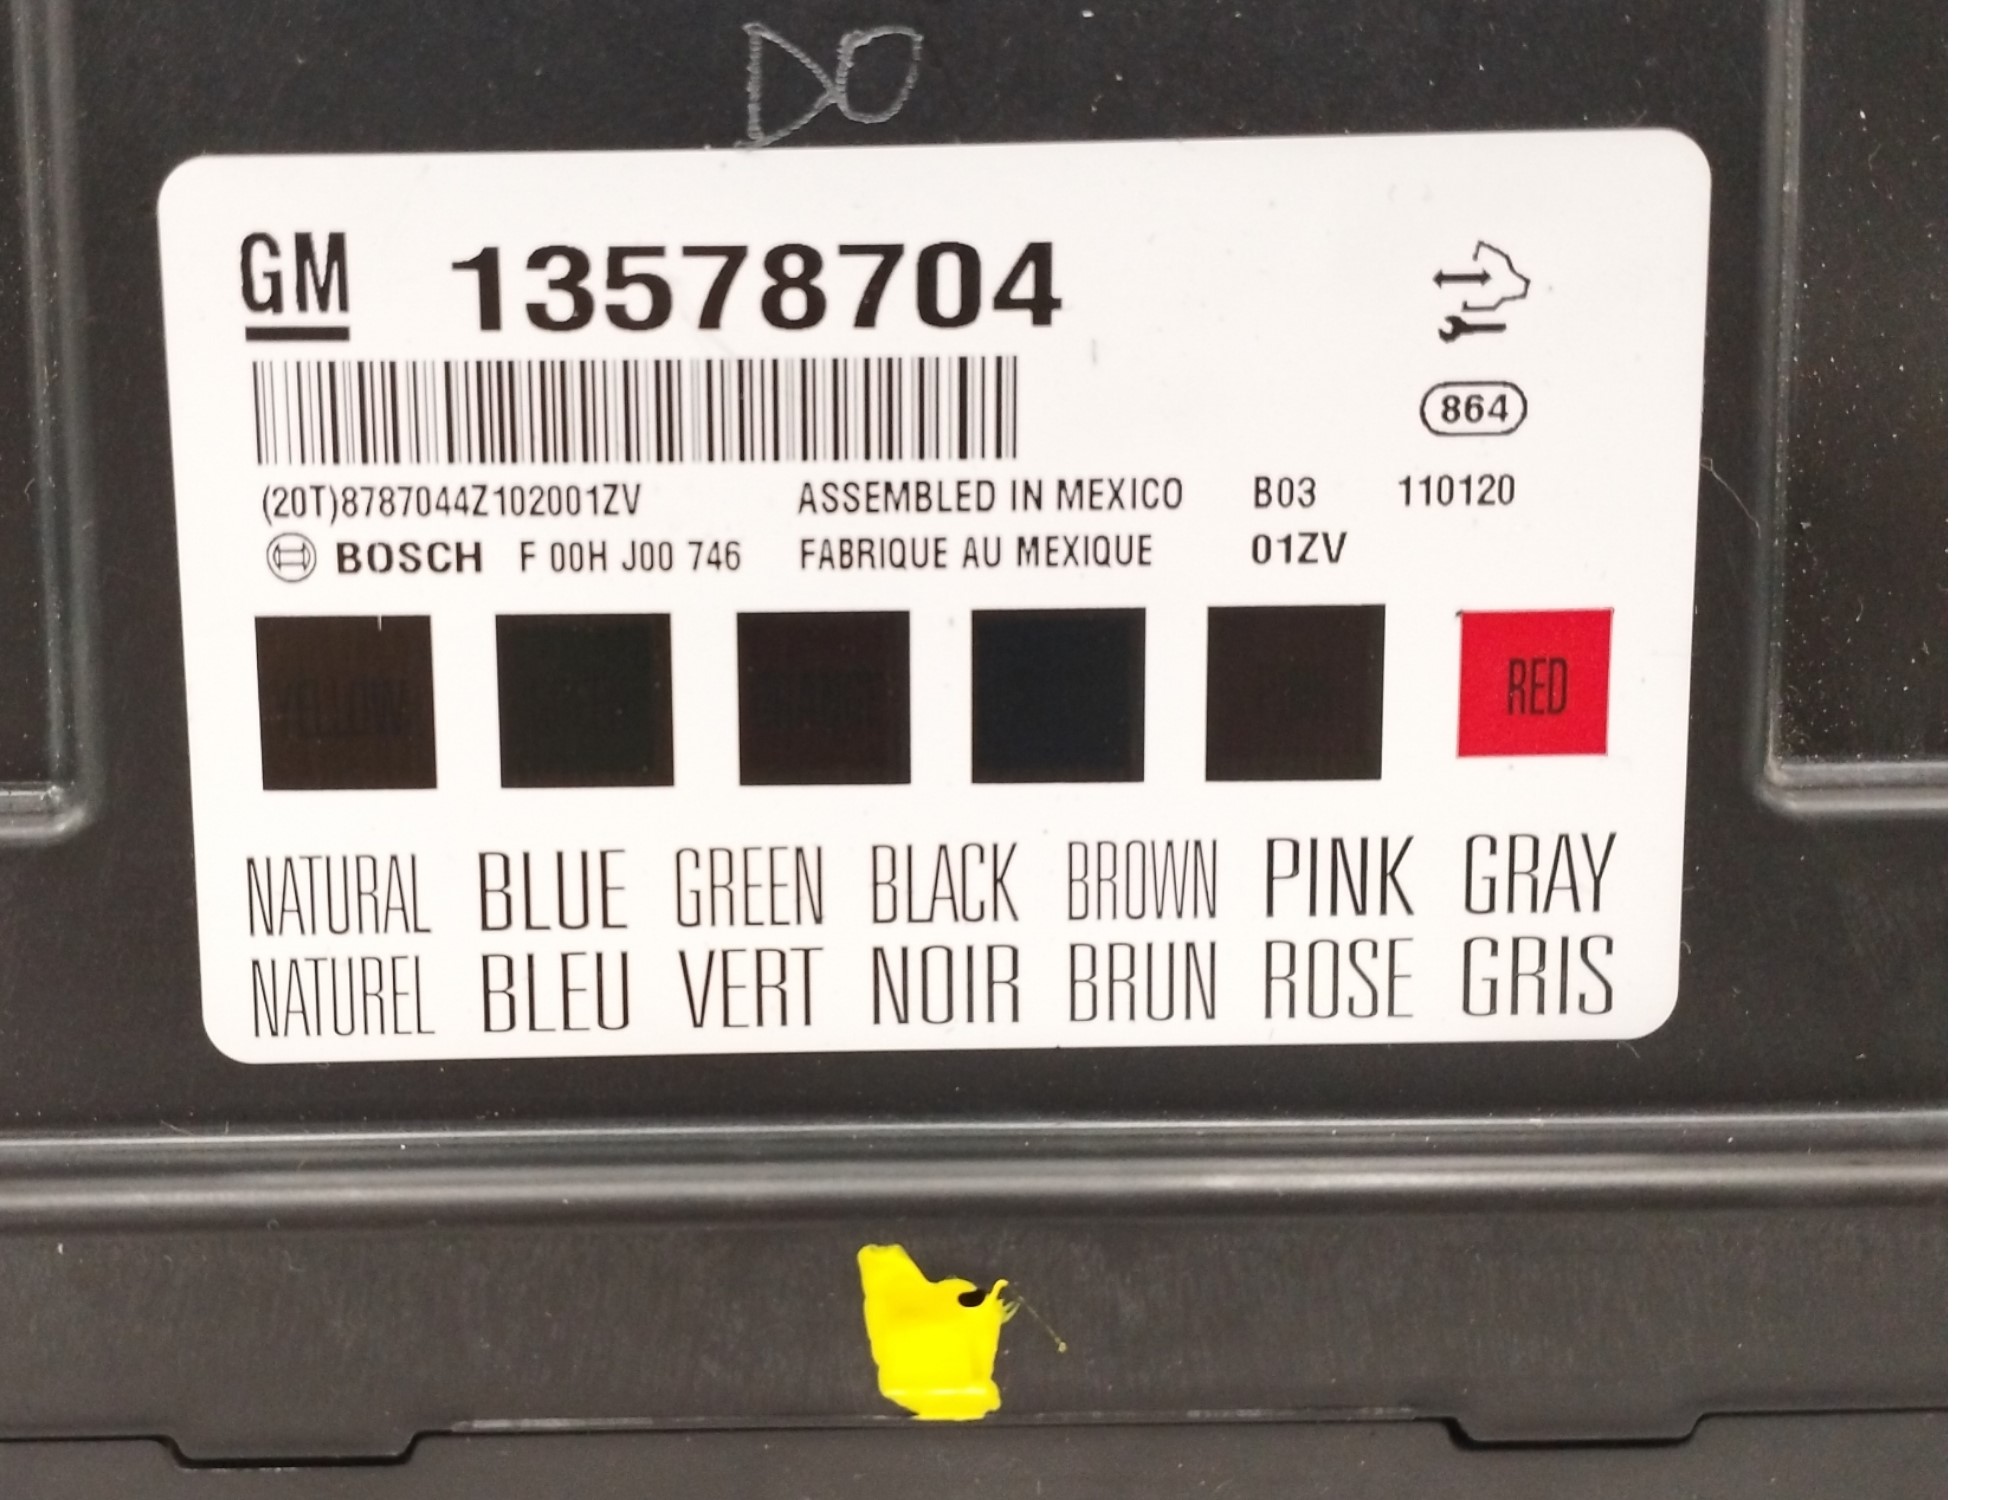 DO
GM 13578704
864
(20T)8787044Z102001ZV ASSEMBLED IN MEXICO B03 110120
BOSCH F 00H J00 746 FABRIQUE AU MEXIQUE 01ZV
YELLOW RED
NATURAL BLUE GREEN BLACK BROWN PINK GRAY
NATUREL BLEU VERT NOIR BRUN ROSE GRIS